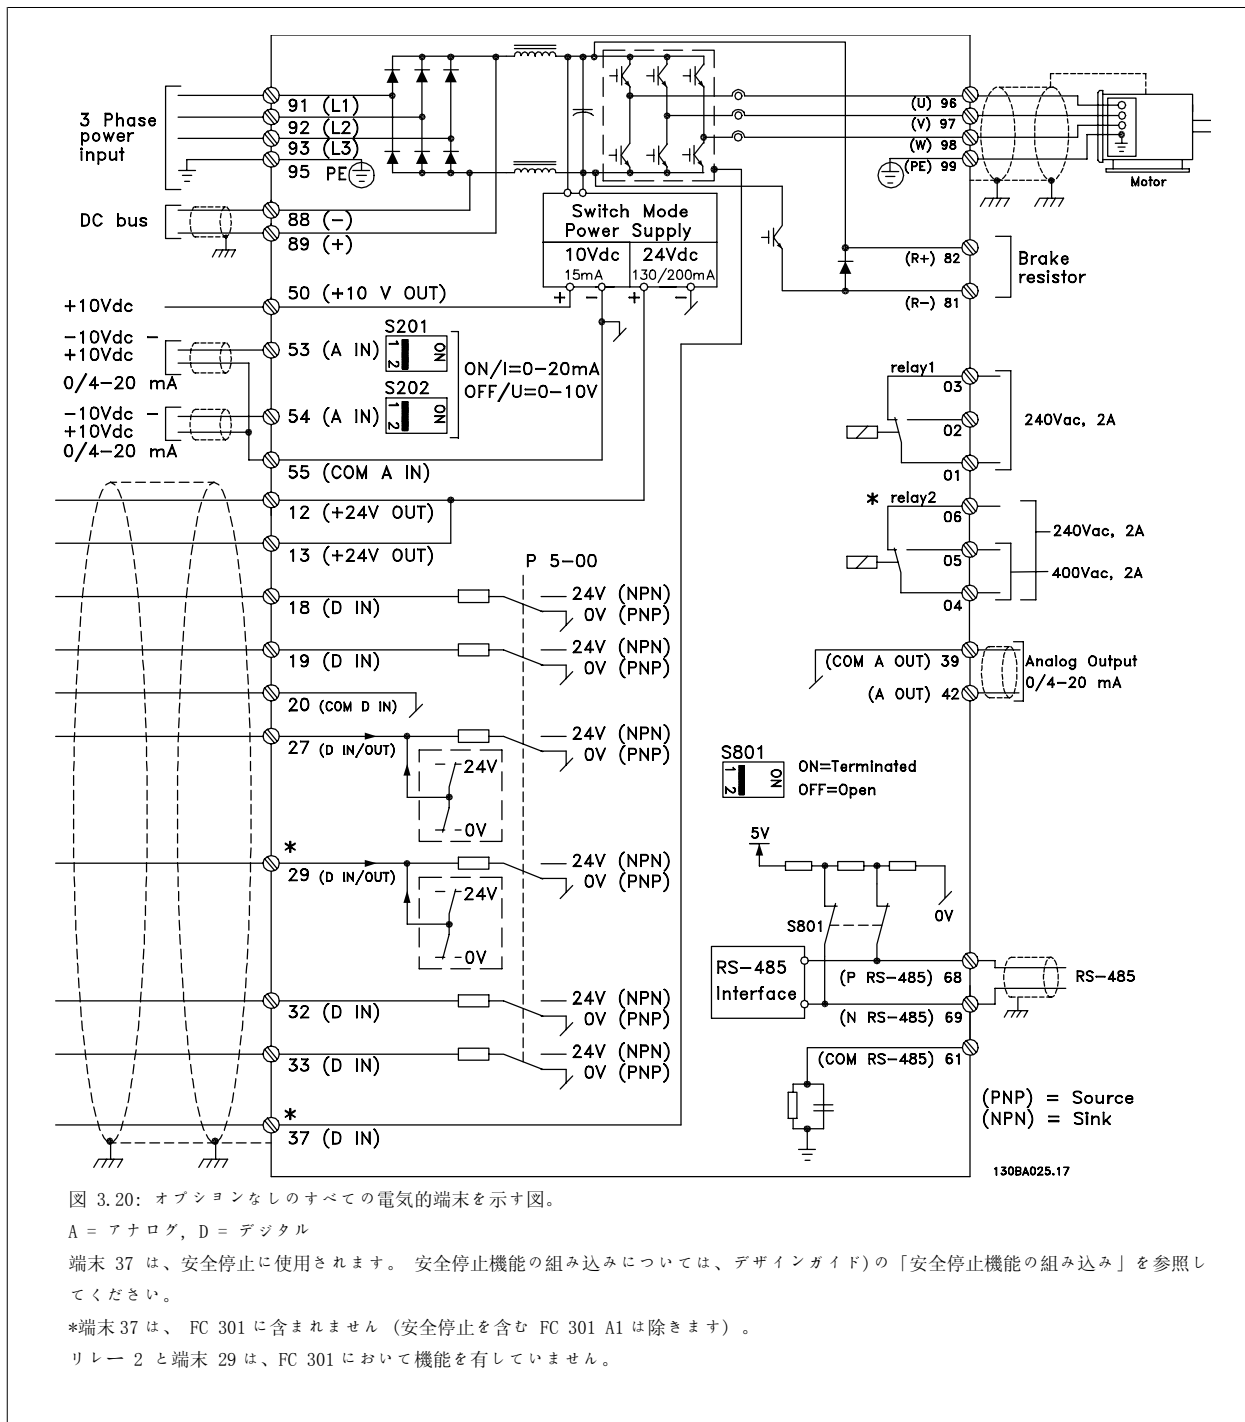 3 Phase
power
input
91 (L1)
92 (L2)
93 (L3)
95 PE
DC bus
88 (−)
89 (+)
Switch Mode
Power Supply
10Vdc
15mA
24Vdc
130/200mA
+ − + −
(U) 96
(V) 97
(W) 98
(PE) 99
Motor
(R+) 82
(R−) 81
Brake
resistor
+10Vdc
50 (+10 V OUT)
−10Vdc −
+10Vdc
0/4−20 mA
53 (A IN)
S201
1 2
ON
−10Vdc −
+10Vdc
0/4−20 mA
54 (A IN)
S202
1 2
ON
ON/I=0−20mA
OFF/U=0−10V
55 (COM A IN)
12 (+24V OUT)
13 (+24V OUT)
P 5-00
18 (D IN)
24V (NPN)
0V (PNP)
19 (D IN)
24V (NPN)
0V (PNP)
20 (COM D IN)
27 (D IN/OUT)
24V (NPN)
0V (PNP)
24V
0V
*
29 (D IN/OUT)
24V (NPN)
0V (PNP)
24V
0V
32 (D IN)
24V (NPN)
0V (PNP)
33 (D IN)
24V (NPN)
0V (PNP)
*
37 (D IN)
relay1
03
02
01
240Vac, 2A
* relay2
06
05
04
240Vac, 2A
400Vac, 2A
(COM A OUT) 39
(A OUT) 42
Analog Output
0/4−20 mA
S801
1 2
ON
ON=Terminated
OFF=Open
5V
0V
S801
RS−485
Interface
(P RS−485) 68
(N RS−485) 69
RS−485
(COM RS−485) 61
(PNP) = Source
(NPN) = Sink
130BA025.17
図 3.20: オプションなしのすべての電気的端末を示す図。
A = アナログ, D = デジタル
端末 37 は、安全停止に使用されます。 安全停止機能の組み込みについては、デザインガイド)の「安全停止機能の組み込み」を参照し
てください。
*端末 37 は、 FC 301 に含まれません (安全停止を含む FC 301 A1 は除きます) 。
リレー 2 と端末 29 は、FC 301 において機能を有していません。